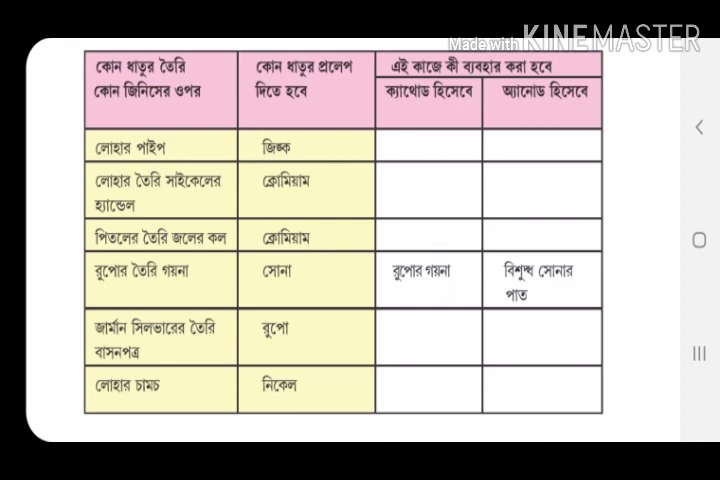 Made with KINEMASTER
কোন ধাতুর তৈরি কোন জিনিসের ওপর
কোন ধাতুর প্রলেপ দিতে হবে
এই কাজে কী ব্যবহার করা হবে
ক্যাথোড হিসেবে
অ্যানোড হিসেবে
লোহার পাইপ
জিঙ্ক
লোহার তৈরি সাইকেলের
হ্যান্ডেল
ক্রোমিয়াম
পিতলের তৈরি জলের কল
ক্রোমিয়াম
রুপোর তৈরি গয়না
সোনা
রুপোর গয়না
বিশুদ্ধ সোনার
পাত
জার্মান সিলভারের তৈরি
বাসনপত্র
রুপো
লোহার চামচ
নিকেল